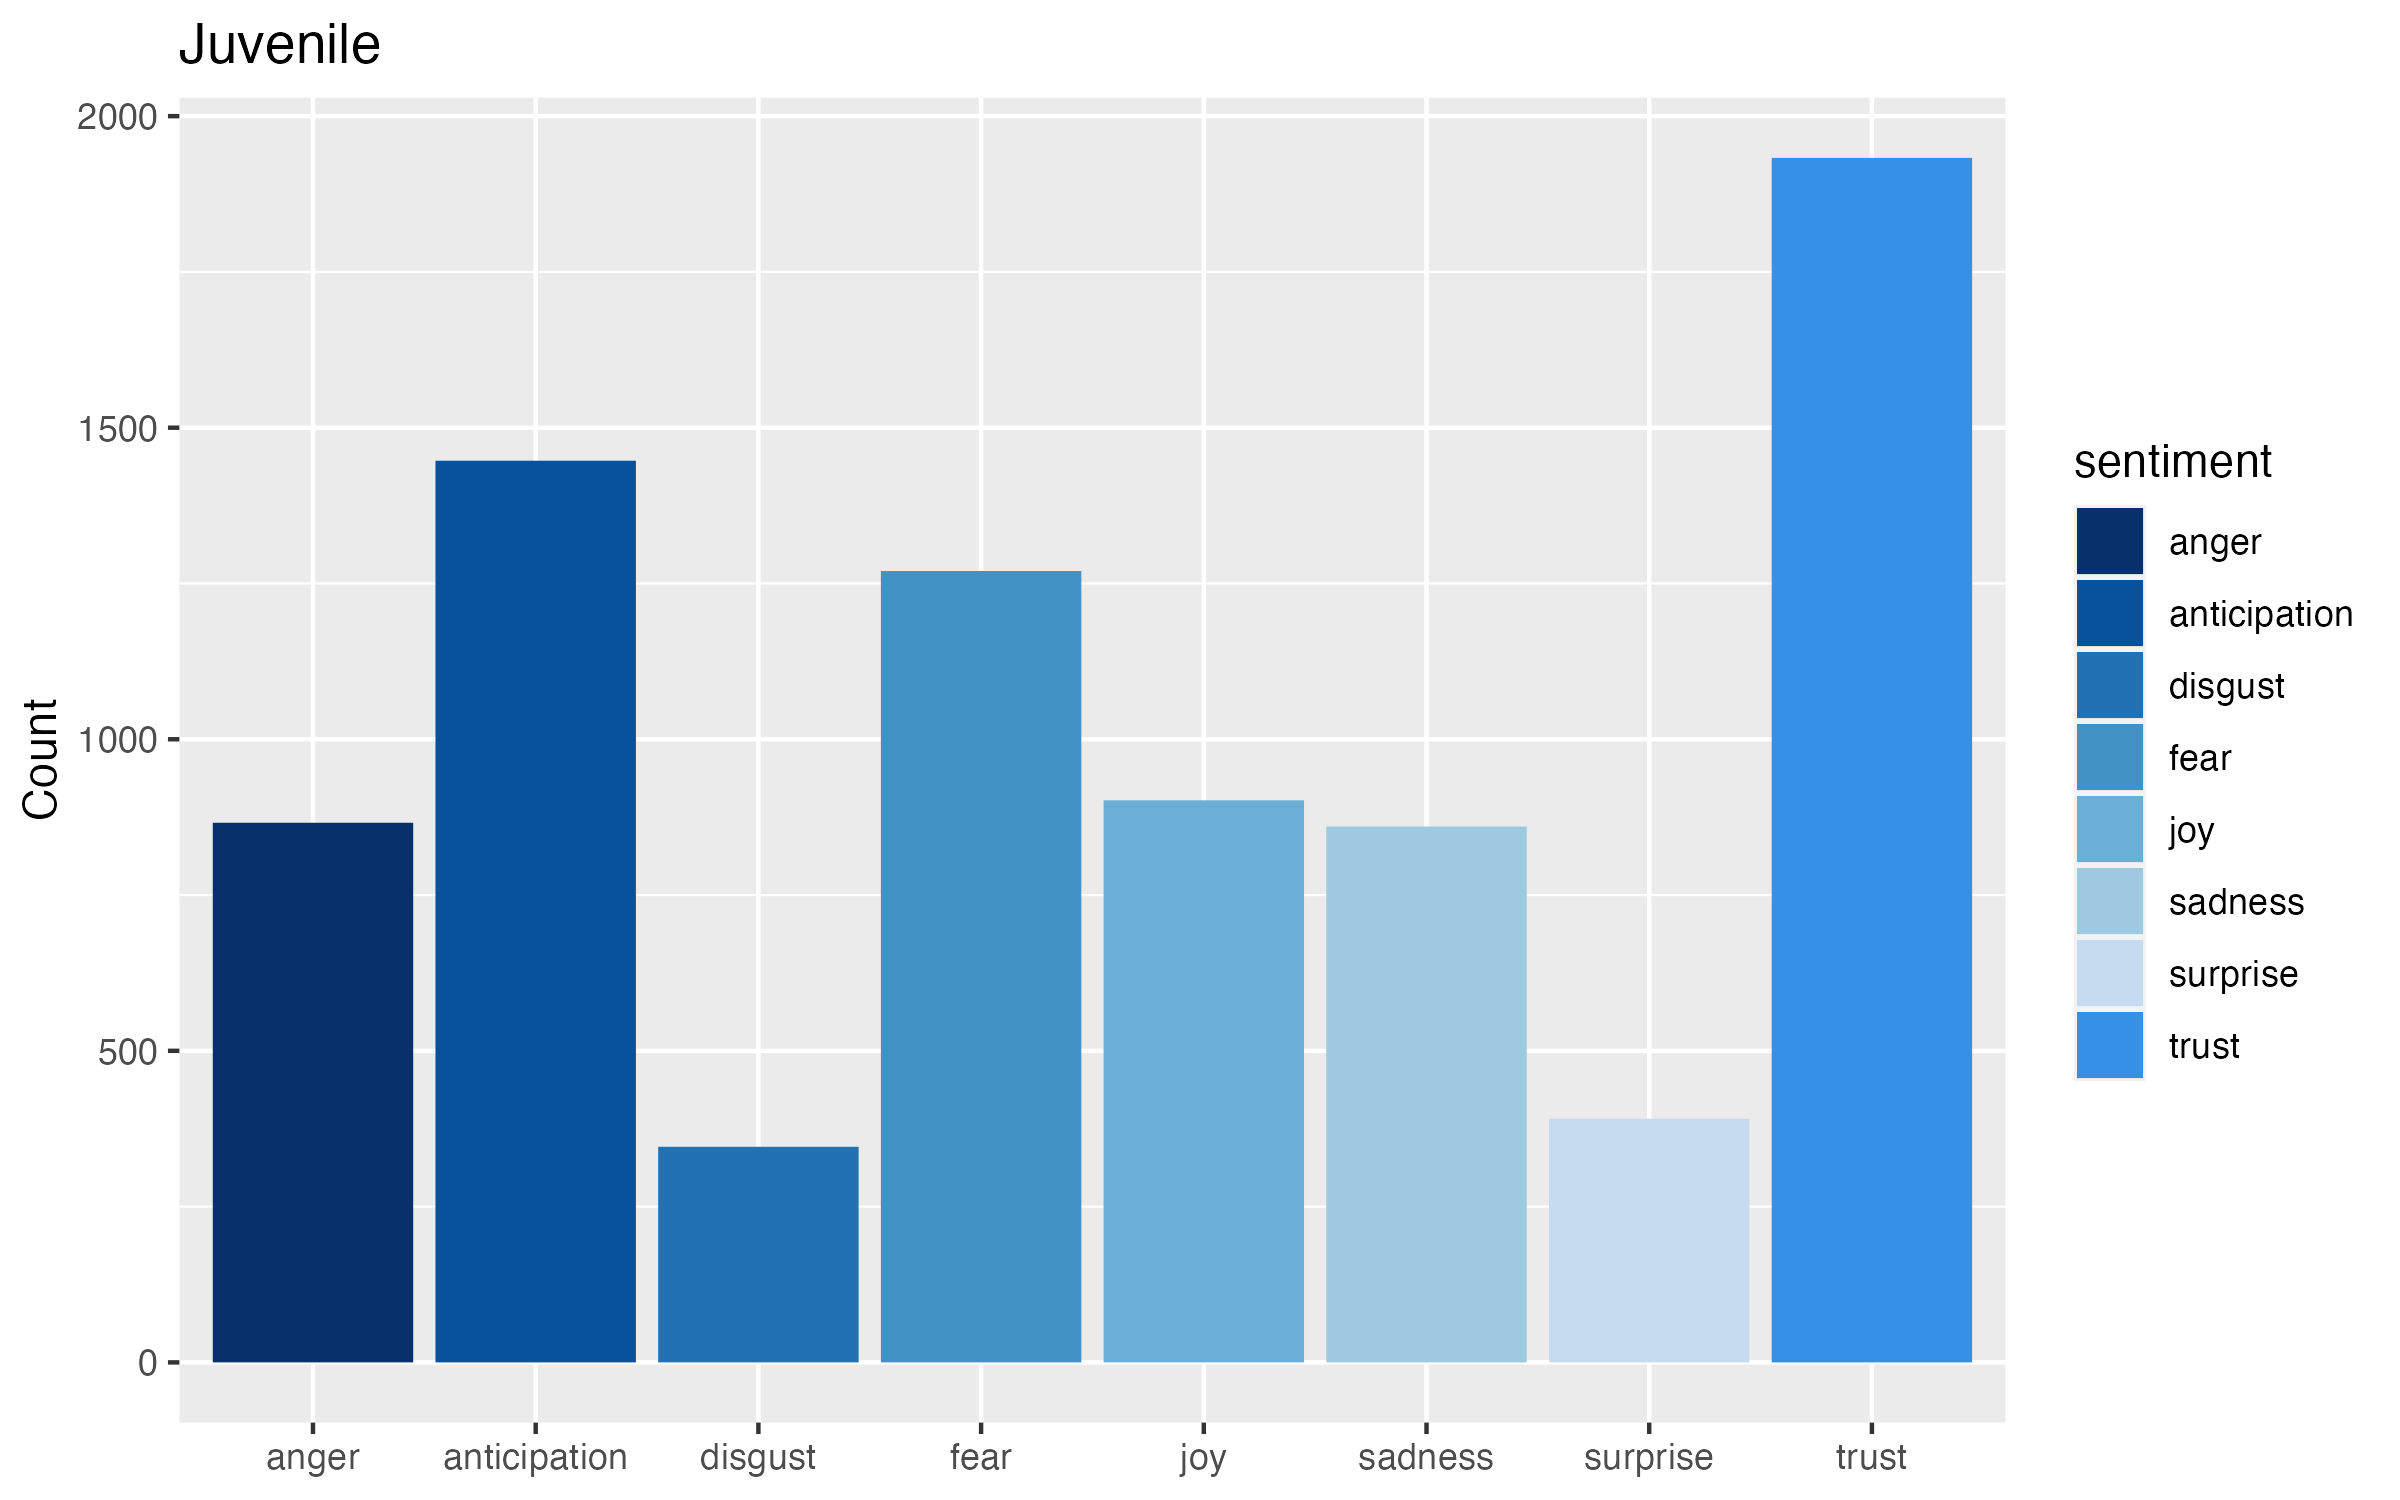 Juvenile
2000
1500
1000
500
0
Count
anger
anticipation
disgust
fear
joy
sadness
surprise
trust
sentiment
anger
anticipation
disgust
fear
joy
sadness
surprise
trust